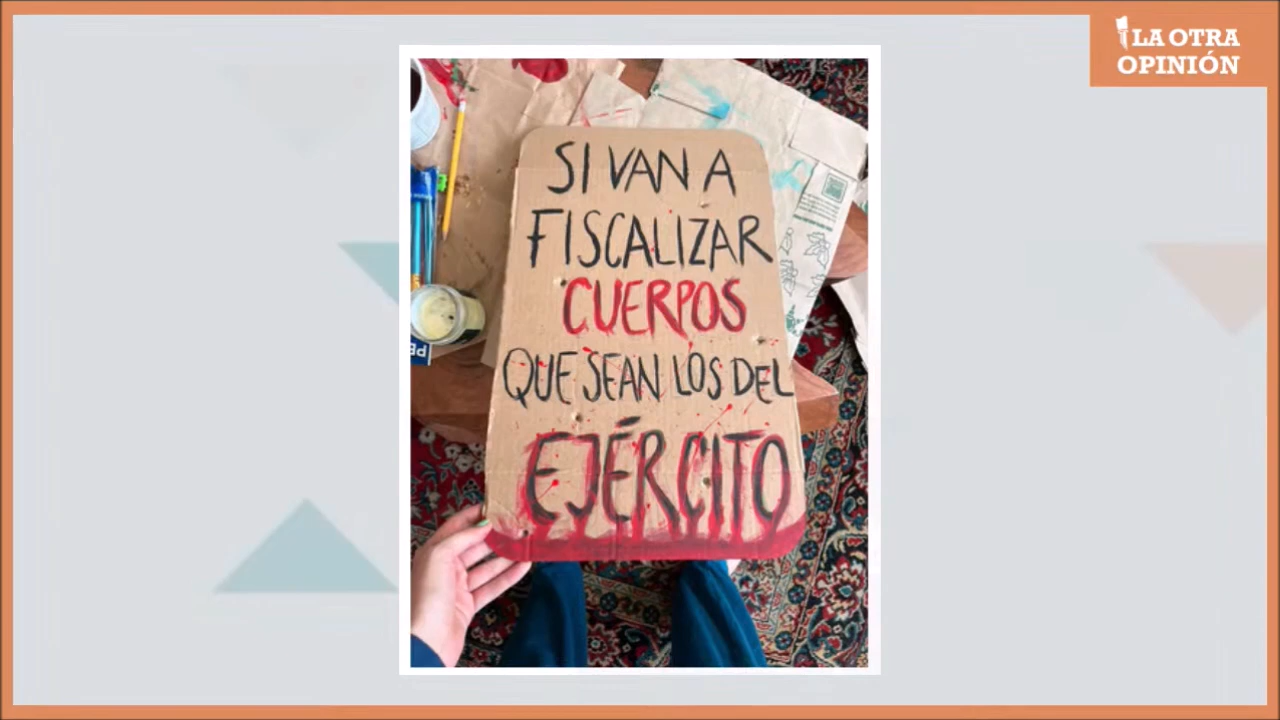 LA OTRA
OPINIÓN
SI VAN A
FISCALIZAR
CUERPOS
QUE SEAN LOS DEL
EJÉRCITO